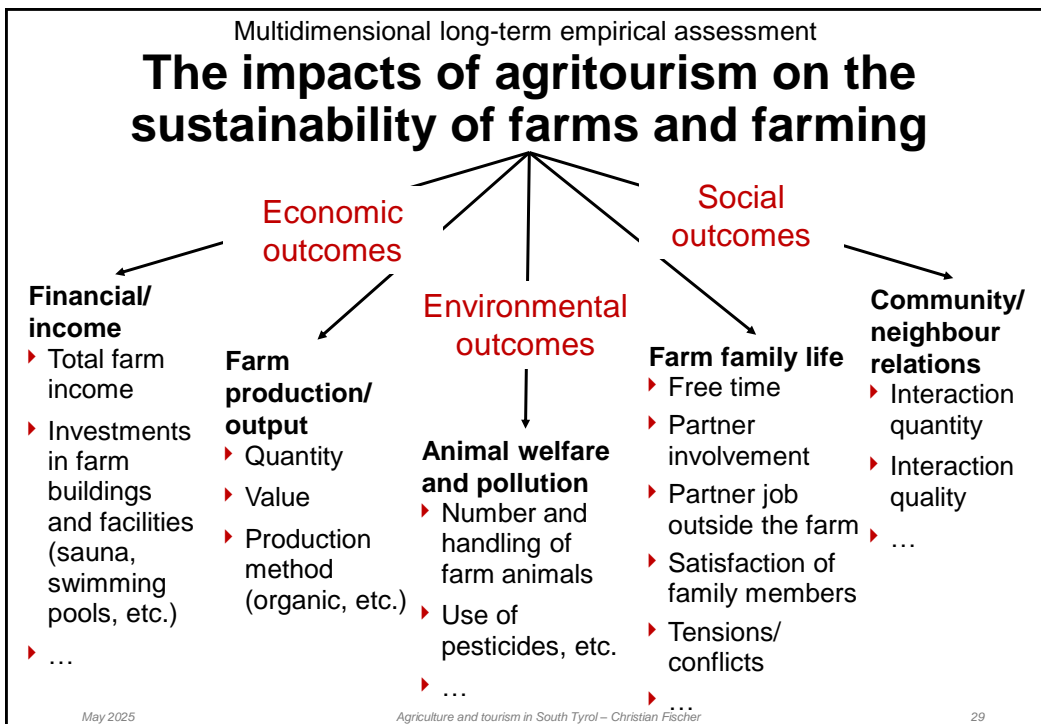 Multidimensional long-term empirical assessment
The impacts of agritourism on the
sustainability of farms and farming
Economic
outcomes
Social
outcomes
Environmental
outcomes
Financial/
income
Total farm
income
Investments
in farm
buildings
and facilities
(sauna,
swimming
pools, etc.)
…
Farm
production/
output
Quantity
Value
Production
method
(organic, etc.)
Animal welfare
and pollution
Number and
handling of
farm animals
Use of
pesticides, etc.
…
Farm family life
Free time
Partner
involvement
Partner job
outside the farm
Satisfaction of
family members
Tensions/
conflicts
…
Community/
neighbour
relations
Interaction
quantity
Interaction
quality
…
May 2025
Agriculture and tourism in South Tyrol – Christian Fischer
29